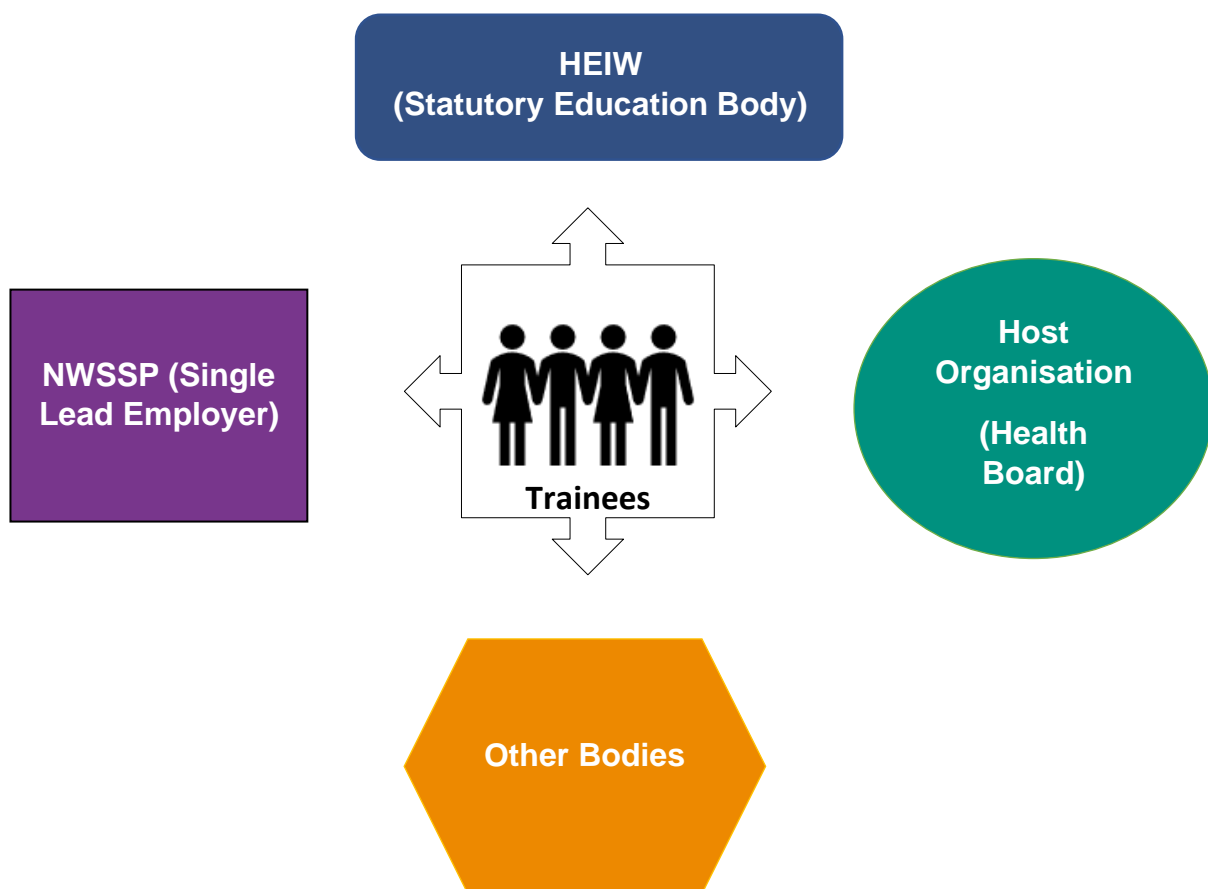 HEIW
(Statutory Education Body)
NWSSP (Single
Lead Employer)
Trainees
Host
Organisation
(Health
Board)
Other Bodies